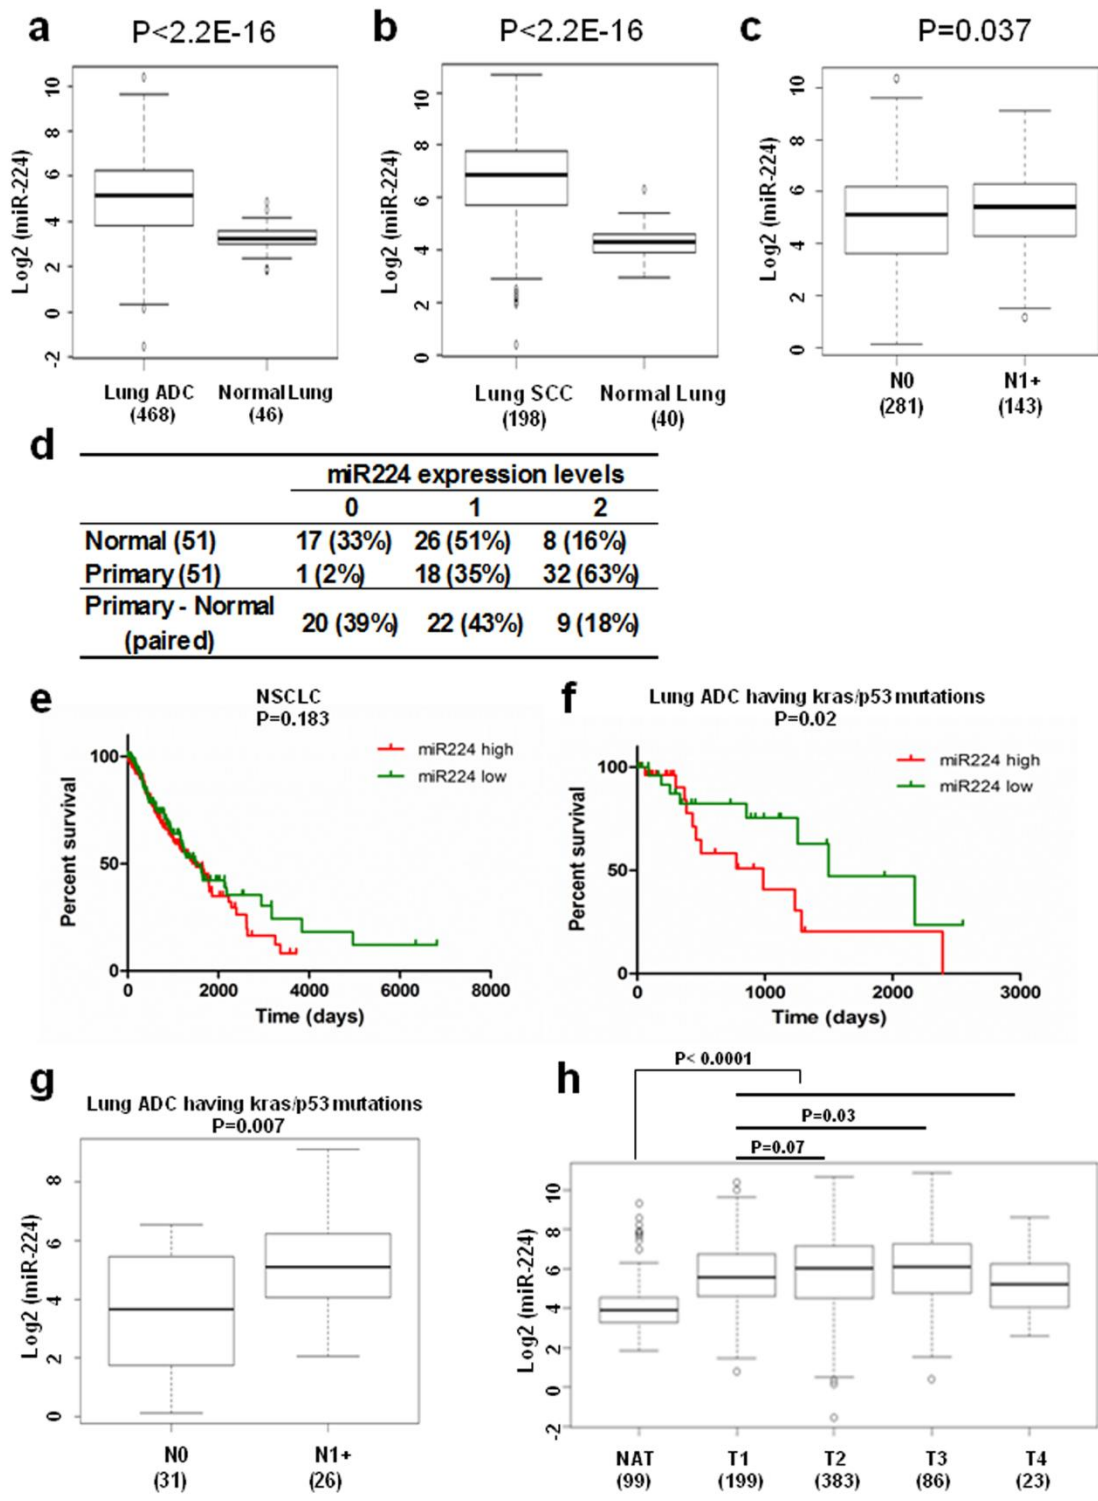 a
P<2.2E-16
Log2 (miR-224)
10
8
6
4
2
0
-2
Lung ADC
(468)
Normal Lung
(46)
b
P<2.2E-16
Log2 (miR-224)
10
8
6
4
2
0
Lung SCC
(198)
Normal Lung
(40)
c
P=0.037
Log2 (miR-224)
10
8
6
4
2
0
N0
(281)
N1+
(143)
d
miR224 expression levels
0 1 2
Normal (51) 17 (33%) 26 (51%) 8 (16%)
Primary (51) 1 (2%) 18 (35%) 32 (63%)
Primary - Normal
(paired) 20 (39%) 22 (43%) 9 (18%)
e
NSCLC
P=0.183
miR224 high
miR224 low
Percent survival
100
50
0
0 2000 4000 6000 8000
Time (days)
f
Lung ADC having kras/p53 mutations
P=0.02
miR224 high
miR224 low
Percent survival
100
50
0
0 1000 2000 3000
Time (days)
g
Lung ADC having kras/p53 mutations
P=0.007
Log2 (miR-224)
8
6
4
2
0
N0
(31)
N1+
(26)
h
P< 0.0001
P=0.03
P=0.07
Log2 (miR-224)
10
8
6
4
2
0
-2
NAT
(99)
T1
(199)
T2
(383)
T3
(86)
T4
(23)